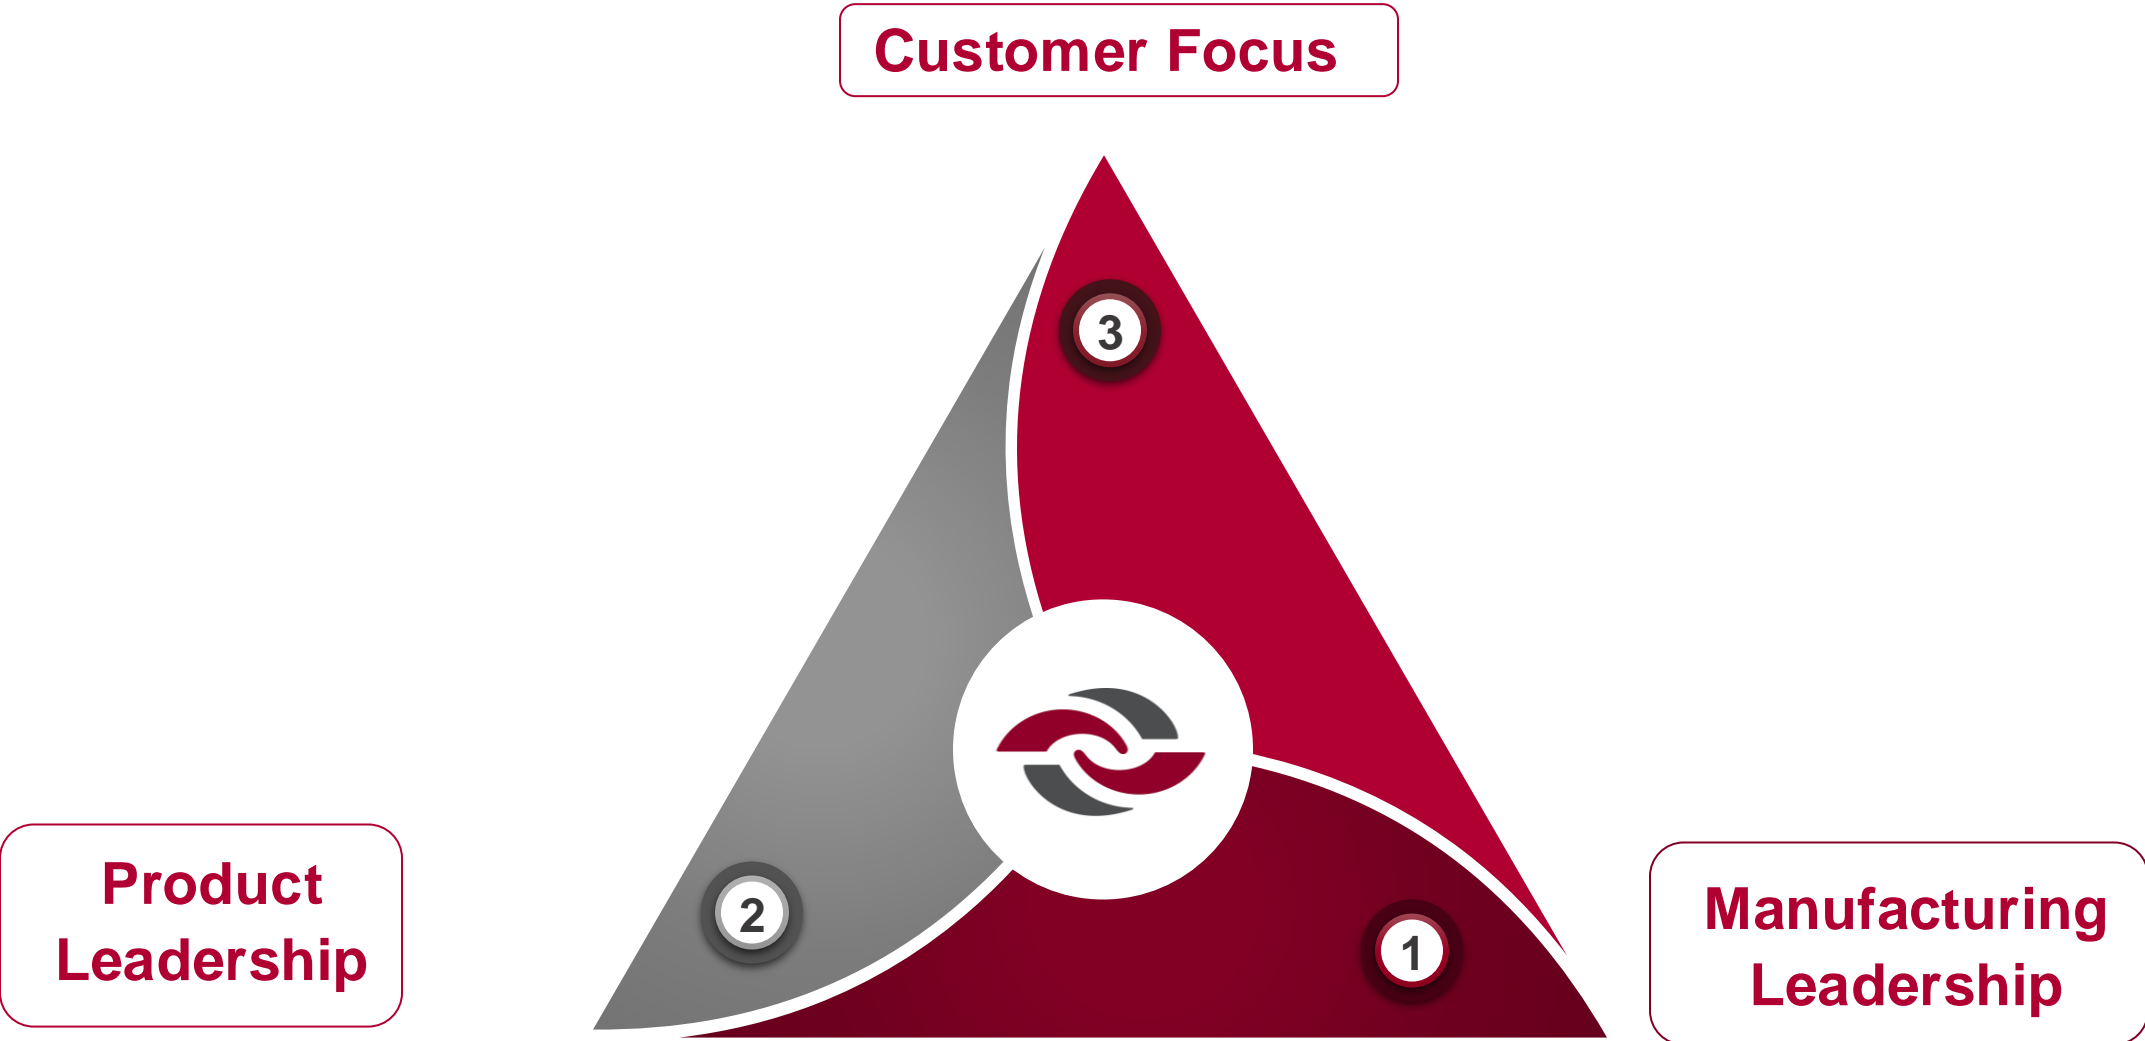 Customer Focus
3
Product
Leadership
2
1
Manufacturing
Leadership